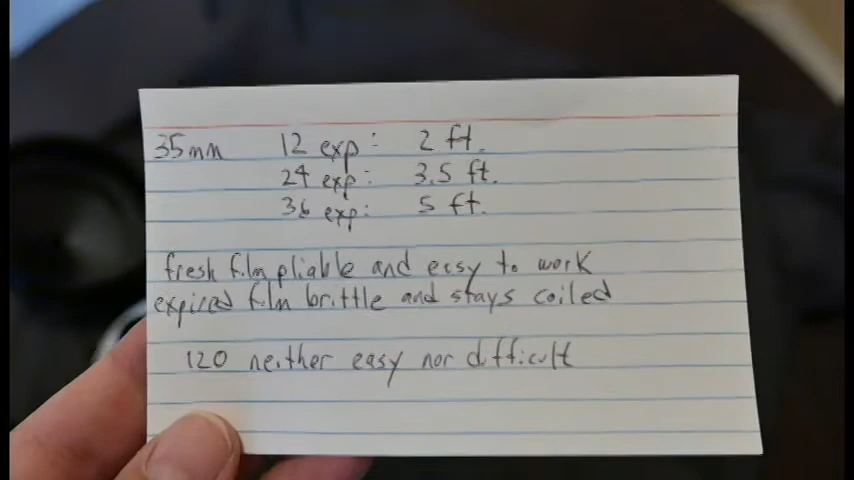 35mm 12 exp: 2 ft.
24 exp: 3.5 ft.
36 exp: 5 ft.
fresh film pliable and easy to work
expired film brittle and stays coiled
120 neither easy nor difficult